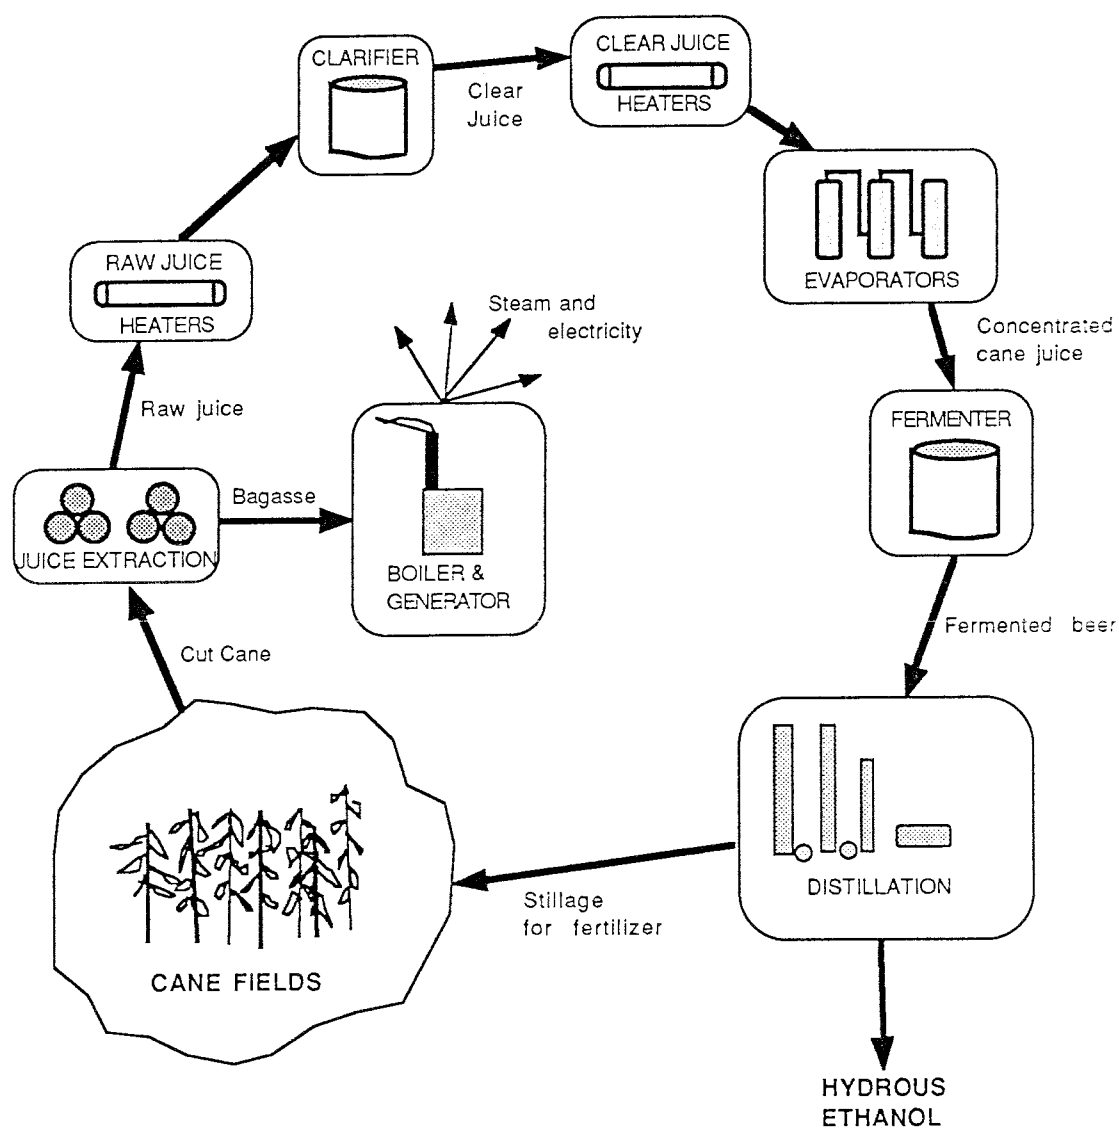 CLARIFIER
Clear
Juice
CLEAR JUICE
HEATERS
RAW JUICE
HEATERS
EVAPORATORS
Steam and
electricity
Concentrated
cane juice
Raw juice
FERMENTER
Bagasse
JUICE EXTRACTION
BOILER &
GENERATOR
Fermented beer
Cut Cane
DISTILLATION
Stillage
for fertilizer
CANE FIELDS
HYDROUS
ETHANOL